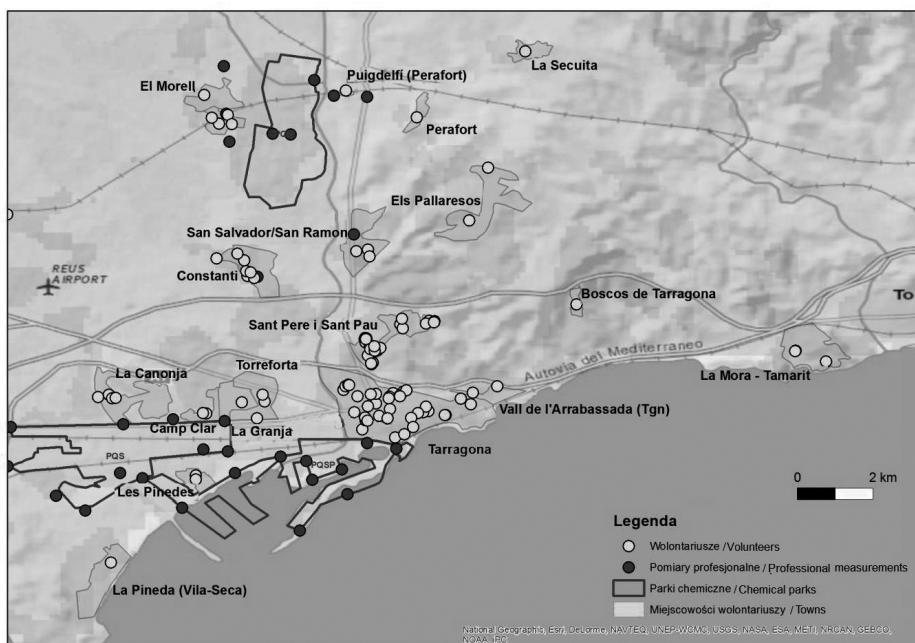 La Secuita
El Morell
Puigdelfí (Perafort)
Perafort
Els Pallaresos
San Salvador/San Ramon
REUS
AIRPORT
Constanti
Boscos de Tarragona
To
Sant Pere i Sant Pau
Autovia del Mediterraneo
La Canonja
Torreforta
La Mora - Tamarit
Vall de l'Arrabassada (Tgn)
Camp Clar
La Granja
Tarragona
PQS
PQSP
Les Pinedes
0 2 km
Legenda
Wolontariusze/Volunteers
Pomiary profesjonalne/Professional measurements
La Pineda (Vila-Seca)
Parki chemiczne/Chemical parks
Miejscowości wolontariuszy/Towns
National Geographic, Esri, DeLorme, NAVTEQ, UNEP-WCMC, USGS, NASA, ESA, METI, NRCAN, GEBCO,
NOAA, iPC